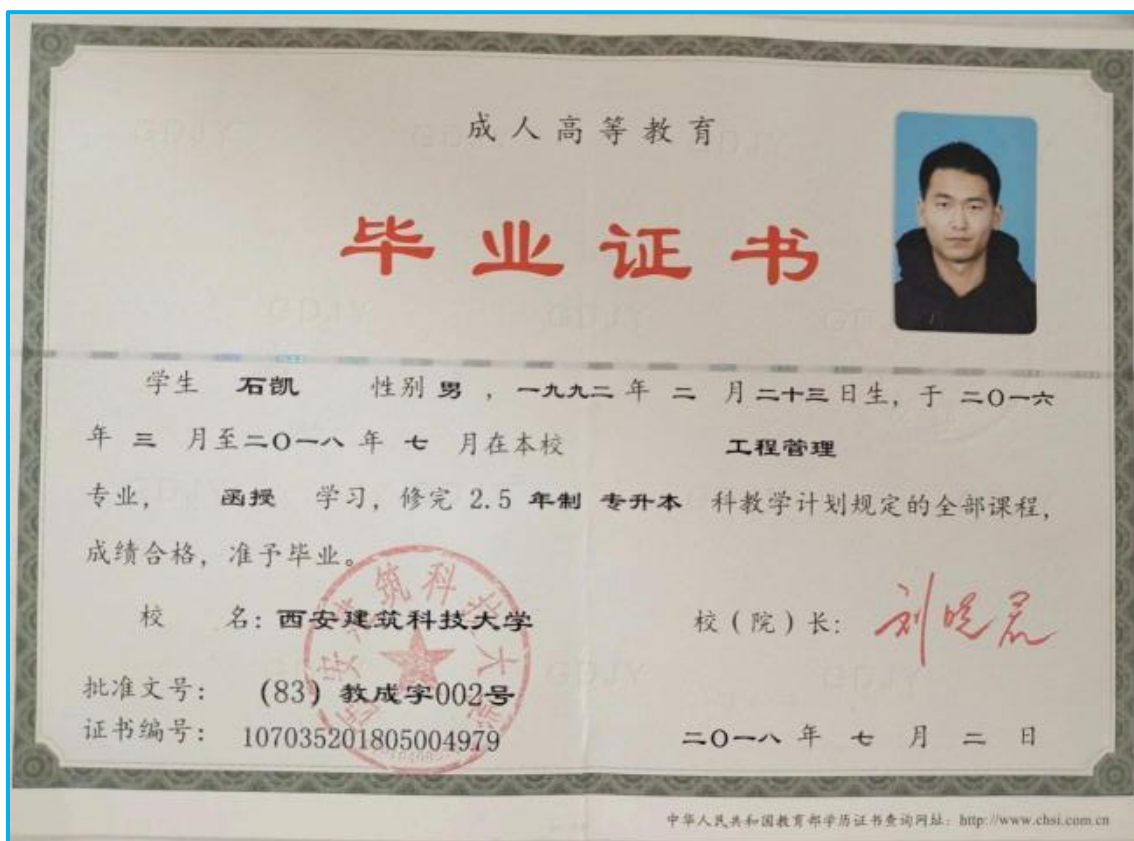 成人高等教育
毕业证书
学生 石凯 性别 男 ，一九九二 年 二 月 二十三 日生，于 二〇一六
年 三 月至 二〇一八 年 七 月在本校 工程管理
专业， 函授 学习，修完 2.5 年制 专升本 科教学计划规定的全部课程，
成绩合格，准予毕业。
校 名：西安建筑科技大学 校（院）长： 刘晓君
批准文号： (83) 教成字002号
证书编号： 107035201805004979 二〇一八 年 七 月 二 日
中华人民共和国教育部学历证书查询网址：http://www.chsi.com.cn